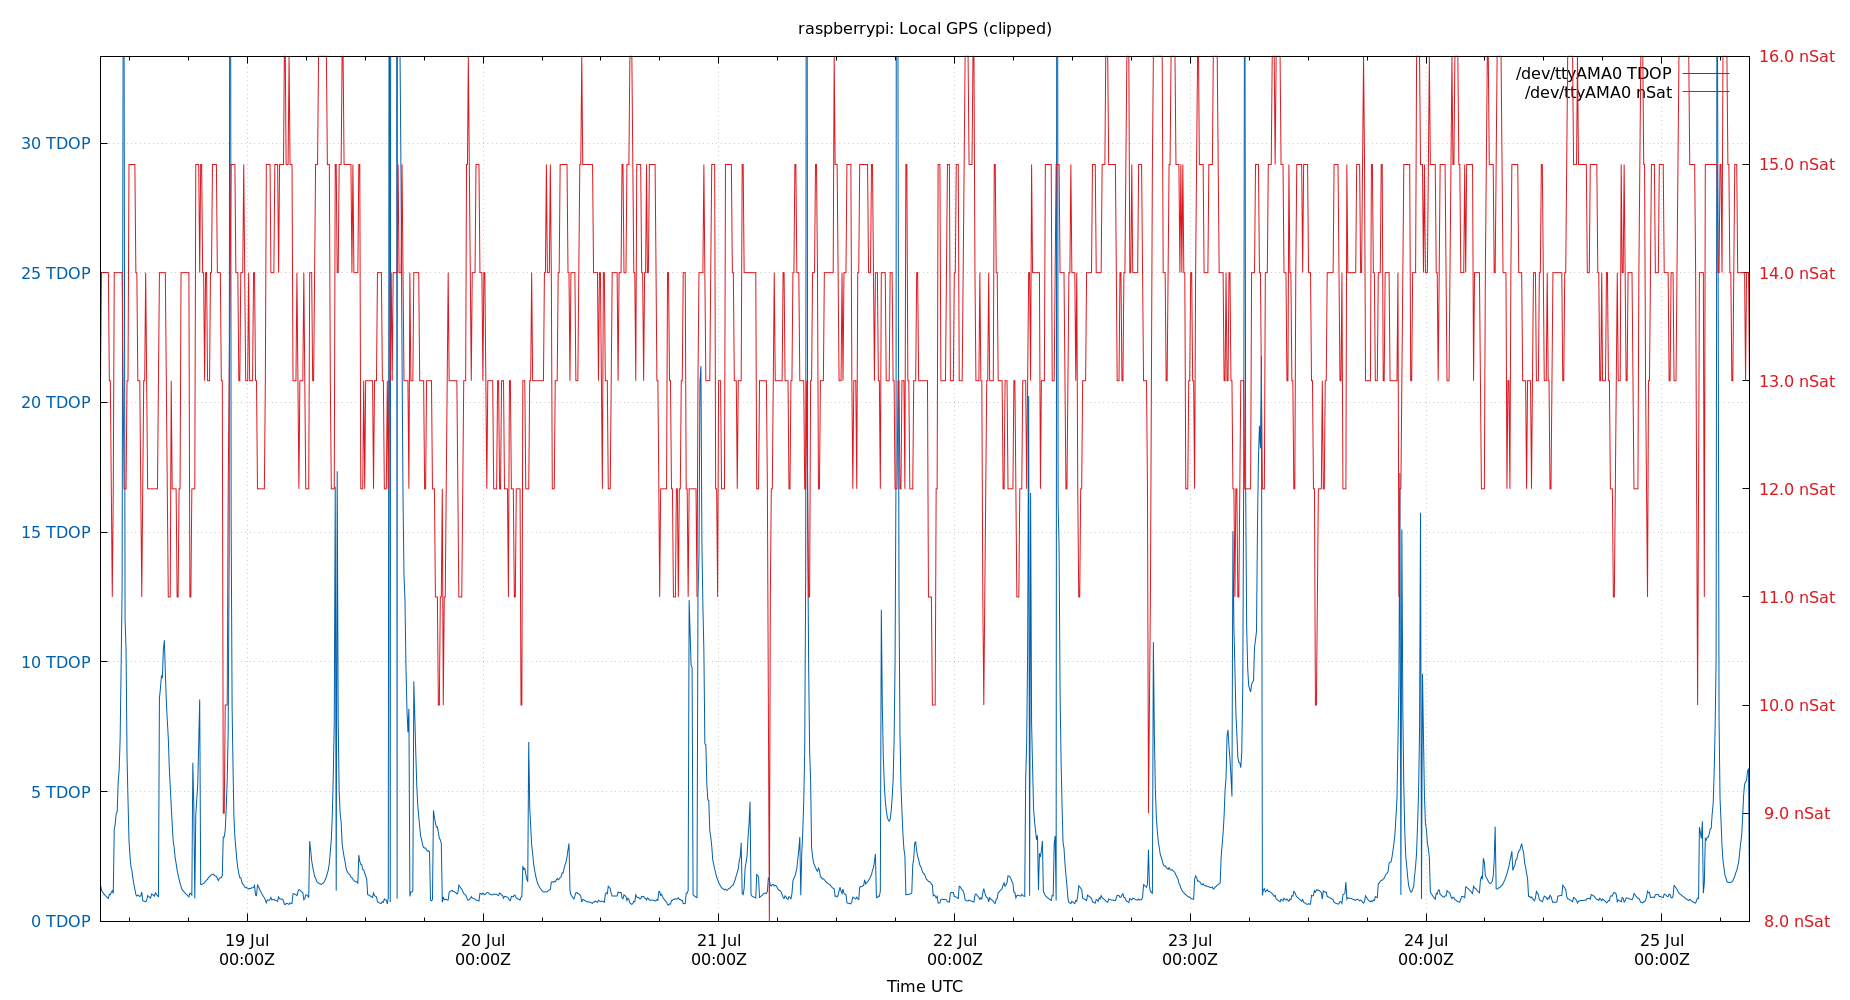 raspberrypi: Local GPS (clipped)
16.0 nSat
/dev/ttyAMA0 TDOP
/dev/ttyAMA0 nSat
30 TDOP
15.0 nSat
25 TDOP
14.0 nSat
20 TDOP
13.0 nSat
12.0 nSat
15 TDOP
11.0 nSat
10 TDOP
10.0 nSat
5 TDOP
9.0 nSat
0 TDOP
8.0 nSat
19 Jul 20 Jul 21 Jul 22 Jul 23 Jul 24 Jul 25 Jul
00:00Z 00:00Z 00:00Z 00:00Z 00:00Z 00:00Z 00:00Z
Time UTC